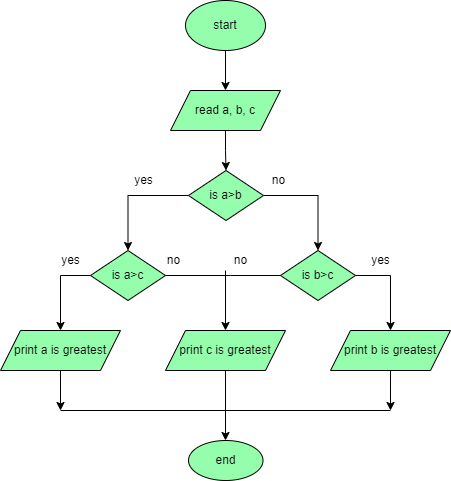 start
read a, b, c
yes
no
is a>b
yes
no
no
yes
is a>c
is b>c
print a is greatest
print c is greatest
print b is greatest
end